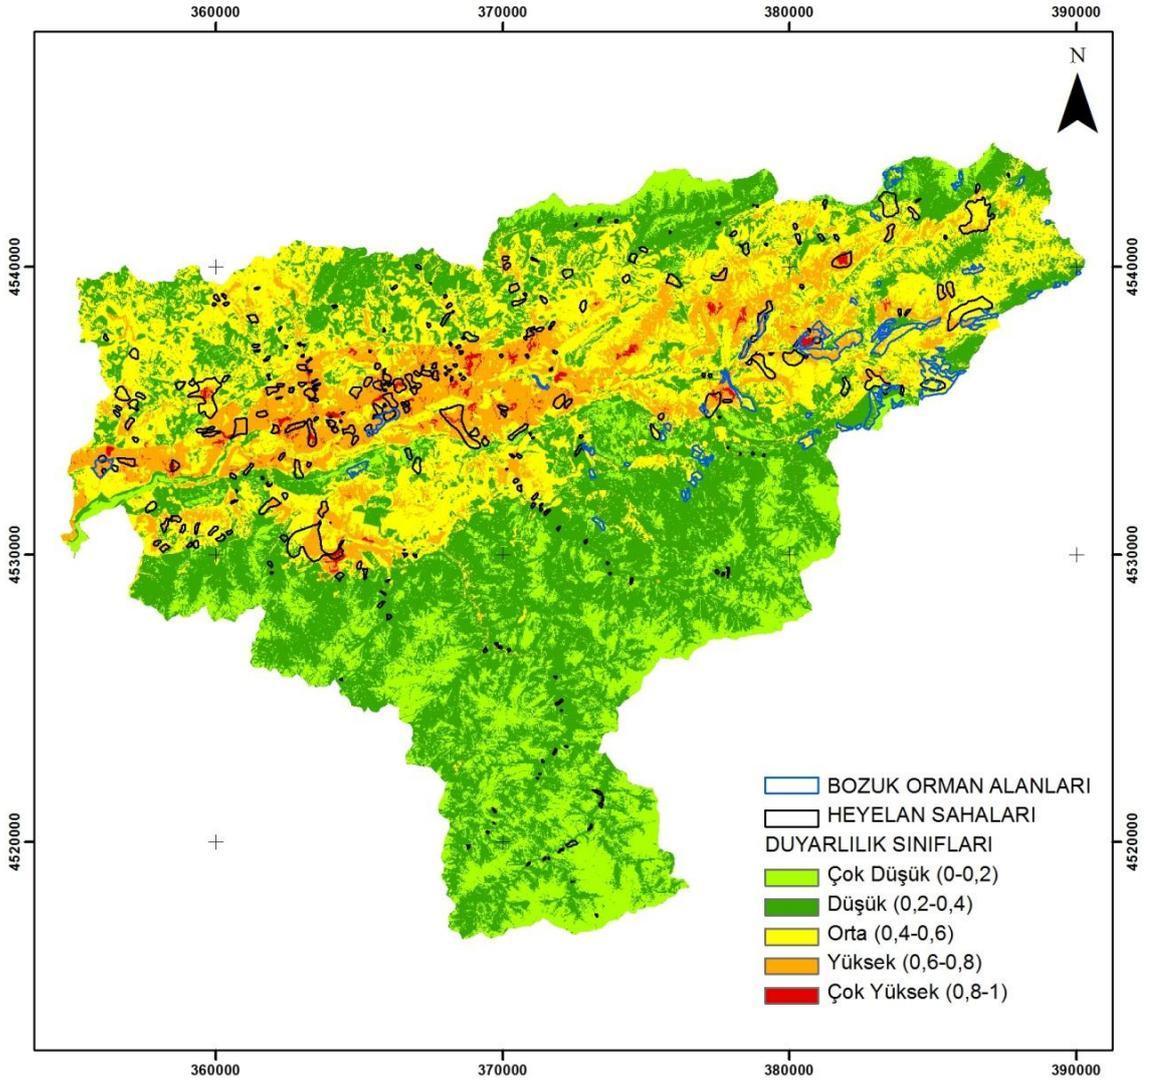 360000 370000 380000 390000
N
4540000 4540000
4530000 4530000
BOZUK ORMAN ALANLARI
HEYELAN SAHALARI
4520000 4520000
DUYARLILIK SINIFLARI
Çok Düşük (0-0,2)
Düşük (0,2-0,4)
Orta (0,4-0,6)
Yüksek (0,6-0,8)
Çok Yüksek (0,8-1)
360000 370000 380000 390000